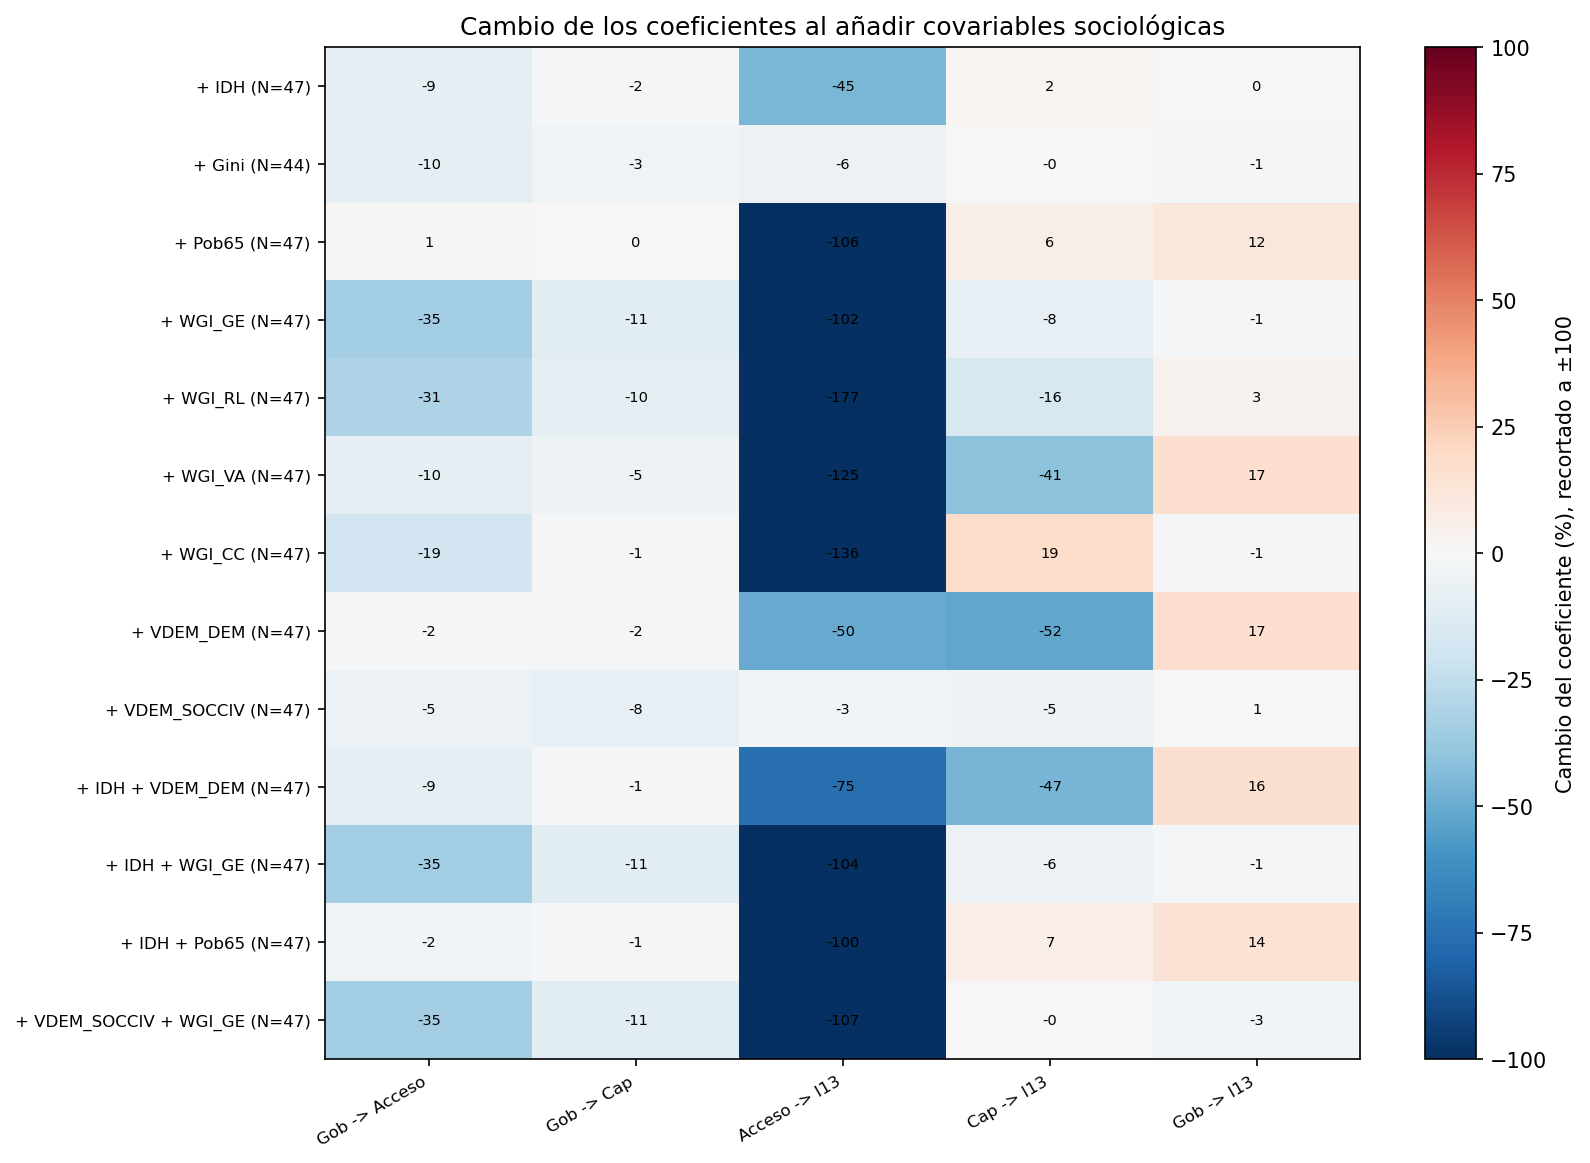 Cambio de los coeficientes al añadir covariables sociológicas
+ IDH (N=47) -9 -2 -45 2 0
+ Gini (N=44) -10 -3 -6 -0 -1
+ Pob65 (N=47) 1 0 -106 6 12
+ WGI_GE (N=47) -35 -11 -102 -8 -1
+ WGI_RL (N=47) -31 -10 -177 -16 3
+ WGI_VA (N=47) -10 -5 -125 -41 17
+ WGI_CC (N=47) -19 -1 -136 19 -1
+ VDEM_DEM (N=47) -2 -2 -50 -52 17
+ VDEM_SOCCIV (N=47) -5 -8 -3 -5 1
+ IDH + VDEM_DEM (N=47) -9 -1 -75 -47 16
+ IDH + WGI_GE (N=47) -35 -11 -104 -6 -1
+ IDH + Pob65 (N=47) -2 -1 -100 7 14
+ VDEM_SOCCIV + WGI_GE (N=47) -35 -11 -107 -0 -3
Gob -> Acceso
Gob -> Cap
Acceso -> I13
Cap -> I13
Gob -> I13
100
75
50
25
0
−25
−50
−75
−100
Cambio del coeficiente (%), recortado a ±100